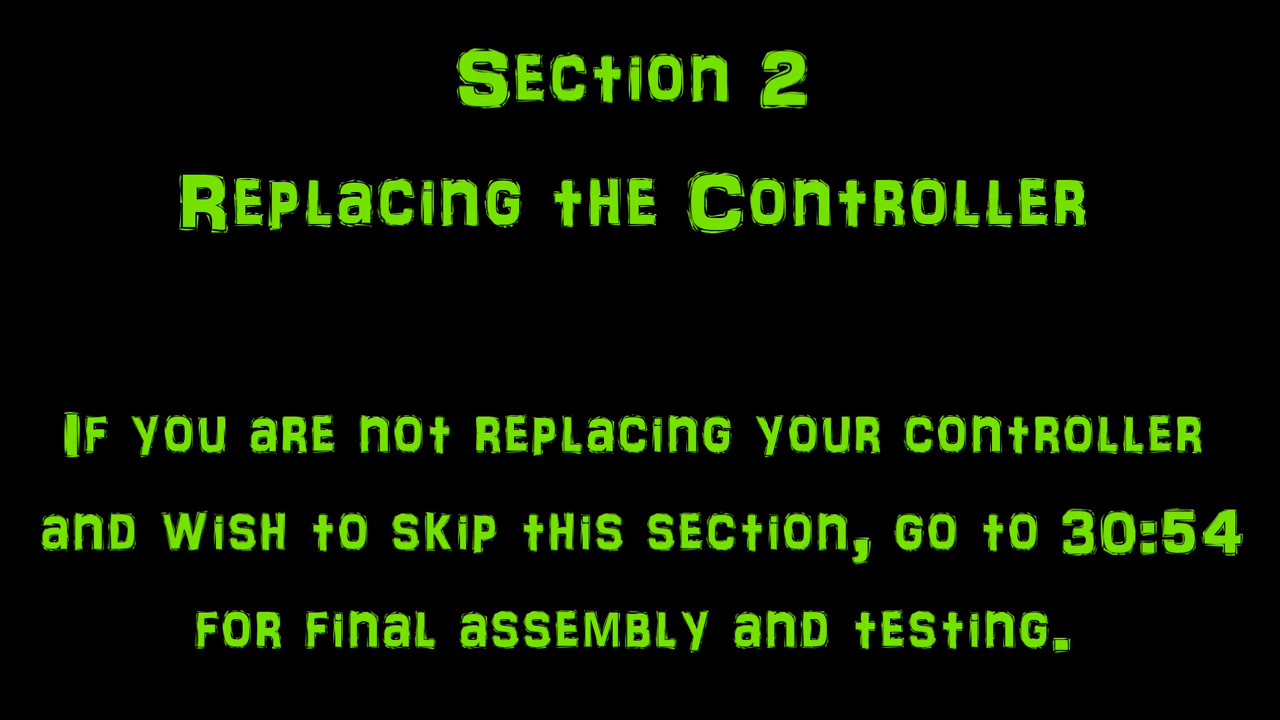 Section 2
Replacing the Controller
If you are not replacing your controller
and wish to skip this section, go to 30:54
for final assembly and testing.